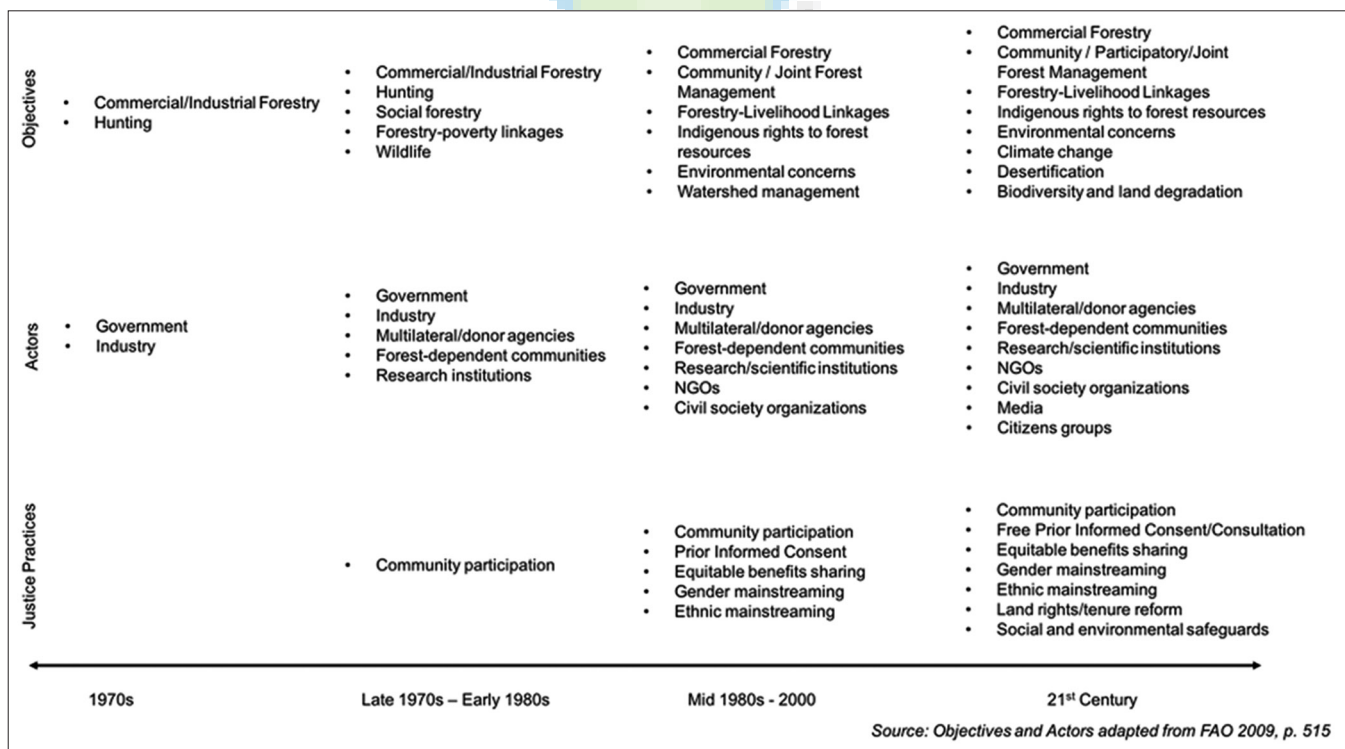 Objectives
• Commercial/Industrial Forestry
• Hunting
• Commercial/Industrial Forestry
• Hunting
• Social forestry
• Forestry-poverty linkages
• Wildlife
• Commercial Forestry
• Community / Joint Forest
Management
• Forestry-Livelihood Linkages
• Indigenous rights to forest
resources
• Environmental concerns
• Watershed management
• Commercial Forestry
• Community / Participatory/Joint
Forest Management
• Forestry-Livelihood Linkages
• Indigenous rights to forest resources
• Environmental concerns
• Climate change
• Desertification
• Biodiversity and land degradation
Actors
• Government
• Industry
• Government
• Industry
• Multilateral/donor agencies
• Forest-dependent communities
• Research institutions
• Government
• Industry
• Multilateral/donor agencies
• Forest-dependent communities
• Research/scientific institutions
• NGOs
• Civil society organizations
• Government
• Industry
• Multilateral/donor agencies
• Forest-dependent communities
• Research/scientific institutions
• NGOs
• Civil society organizations
• Media
• Citizens groups
Justice Practices
• Community participation
• Community participation
• Prior Informed Consent
• Equitable benefits sharing
• Gender mainstreaming
• Ethnic mainstreaming
• Community participation
• Free Prior Informed Consent/Consultation
• Equitable benefits sharing
• Gender mainstreaming
• Ethnic mainstreaming
• Land rights/tenure reform
• Social and environmental safeguards
1970s
Late 1970s – Early 1980s
Mid 1980s - 2000
21st Century
Source: Objectives and Actors adapted from FAO 2009, p. 515